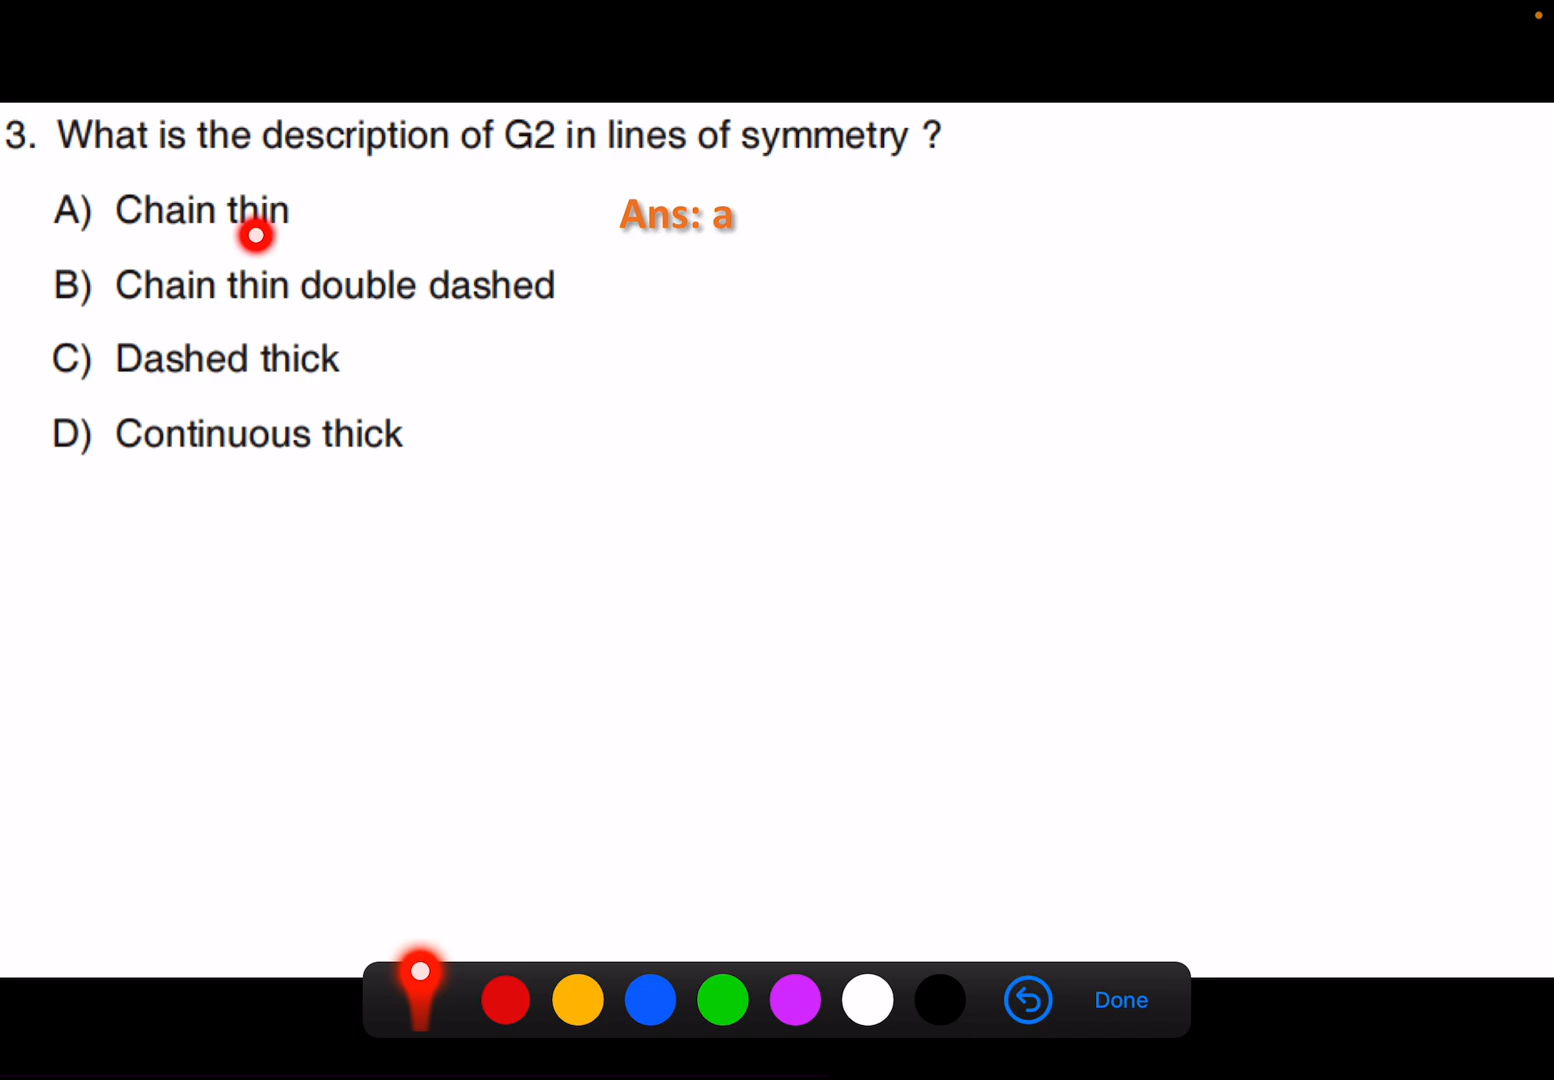 3. What is the description of G2 in lines of symmetry ?
A) Chain thin
Ans: a
B) Chain thin double dashed
C) Dashed thick
D) Continuous thick
Done